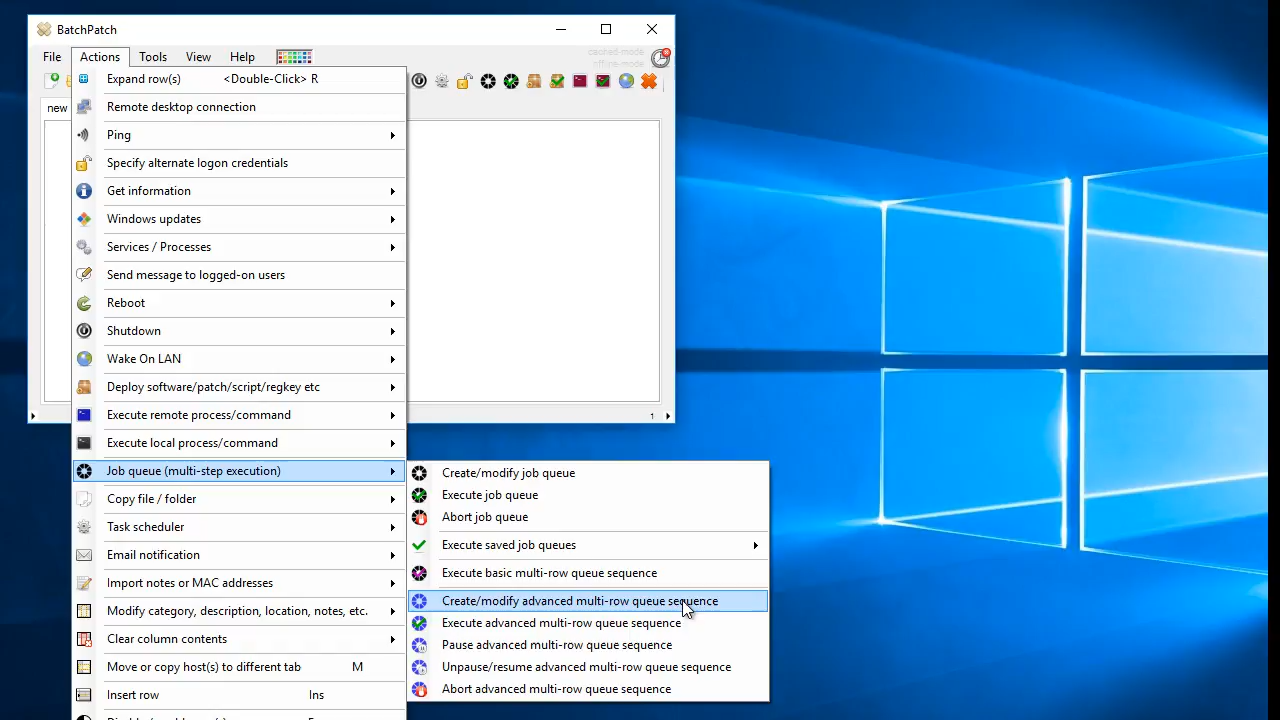 BatchPatch
File Actions Tools View Help
cached-mode
offline-mode
new
Expand row(s) <Double-Click> R
Remote desktop connection
Ping
Specify alternate logon credentials
Get information
Windows updates
Services / Processes
Send message to logged-on users
Reboot
Shutdown
Wake On LAN
Deploy software/patch/script/regkey etc
Execute remote process/command
Execute local process/command
Job queue (multi-step execution)
Copy file / folder
Task scheduler
Email notification
Import notes or MAC addresses
Modify category, description, location, notes, etc.
Clear column contents
Move or copy host(s) to different tab M
Insert row Ins
1
Create/modify job queue
Execute job queue
Abort job queue
Execute saved job queues
Execute basic multi-row queue sequence
Create/modify advanced multi-row queue sequence
Execute advanced multi-row queue sequence
Pause advanced multi-row queue sequence
Unpause/resume advanced multi-row queue sequence
Abort advanced multi-row queue sequence